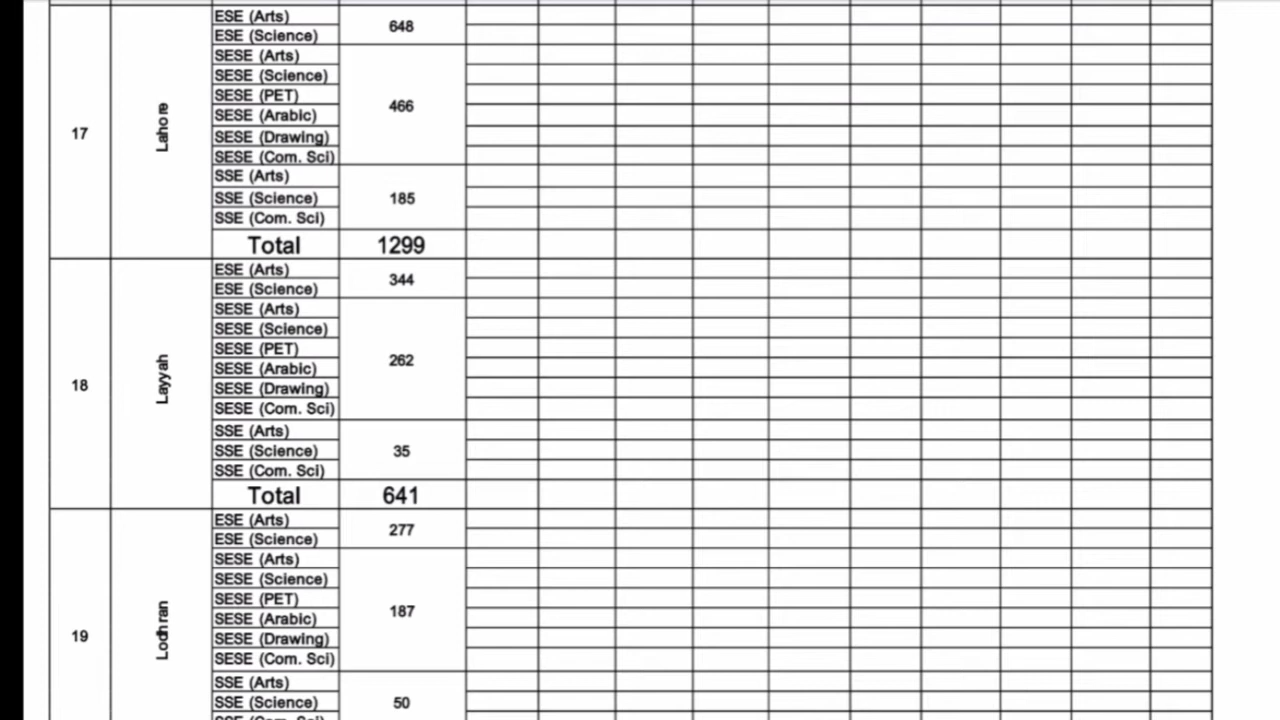 ESE (Arts)
648
ESE (Science)
SESE (Arts)
SESE (Science)
SESE (PET)
466
SESE (Arabic)
17
Lahore
SESE (Drawing)
SESE (Com. Sci)
SSE (Arts)
SSE (Science)
185
SSE (Com. Sci)
Total 1299
ESE (Arts)
344
ESE (Science)
SESE (Arts)
SESE (Science)
SESE (PET)
262
SESE (Arabic)
18
Layyah
SESE (Drawing)
SESE (Com. Sci)
SSE (Arts)
SSE (Science)
35
SSE (Com. Sci)
Total 641
ESE (Arts)
277
ESE (Science)
SESE (Arts)
SESE (Science)
SESE (PET)
187
SESE (Arabic)
19
Lodhran
SESE (Drawing)
SESE (Com. Sci)
SSE (Arts)
SSE (Science)
50
SSE (Com. Sci)